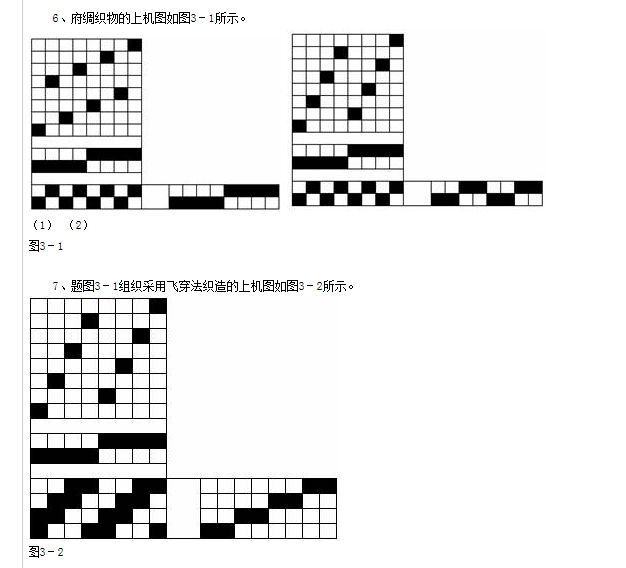 6、府绸织物的上机图如图3－1所示。
（1） （2）
图3－1
7、题图3－1组织采用飞穿法织造的上机图如图3－2所示。
图3－2